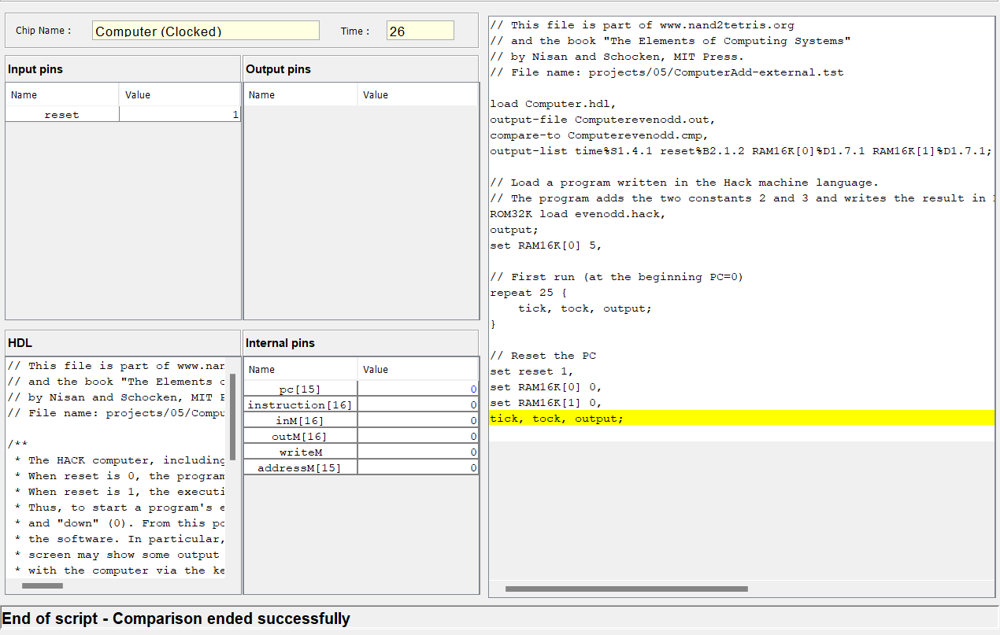 Chip Name :
Computer (Clocked)
Time :
26
Input pins
Name Value
reset 1
Output pins
Name Value
HDL
// This file is part of www.nan
// and the book "The Elements o
// by Nisan and Schocken, MIT P
// File name: projects/05/Compu
/**
* The HACK computer, including
* When reset is 0, the program
* When reset is 1, the executi
* Thus, to start a program's e
* and "down" (0). From this po
* the software. In particular,
* screen may show some output
* with the computer via the ke
Internal pins
Name Value
pc[15] 0
instruction[16] 0
inM[16] 0
outM[16] 0
writeM 0
addressM[15] 0
// This file is part of www.nand2tetris.org
// and the book "The Elements of Computing Systems"
// by Nisan and Schocken, MIT Press.
// File name: projects/05/ComputerAdd-external.tst
load Computer.hdl,
output-file Computerevenodd.out,
compare-to Computerevenodd.cmp,
output-list time%S1.4.1 reset%B2.1.2 RAM16K[0]%D1.7.1 RAM16K[1]%D1.7.1;
// Load a program written in the Hack machine language.
// The program adds the two constants 2 and 3 and writes the result in
ROM32K load evenodd.hack,
output;
set RAM16K[0] 5,
// First run (at the beginning PC=0)
repeat 25 {
tick, tock, output;
}
// Reset the PC
set reset 1,
set RAM16K[0] 0,
set RAM16K[1] 0,
tick, tock, output;
End of script - Comparison ended successfully